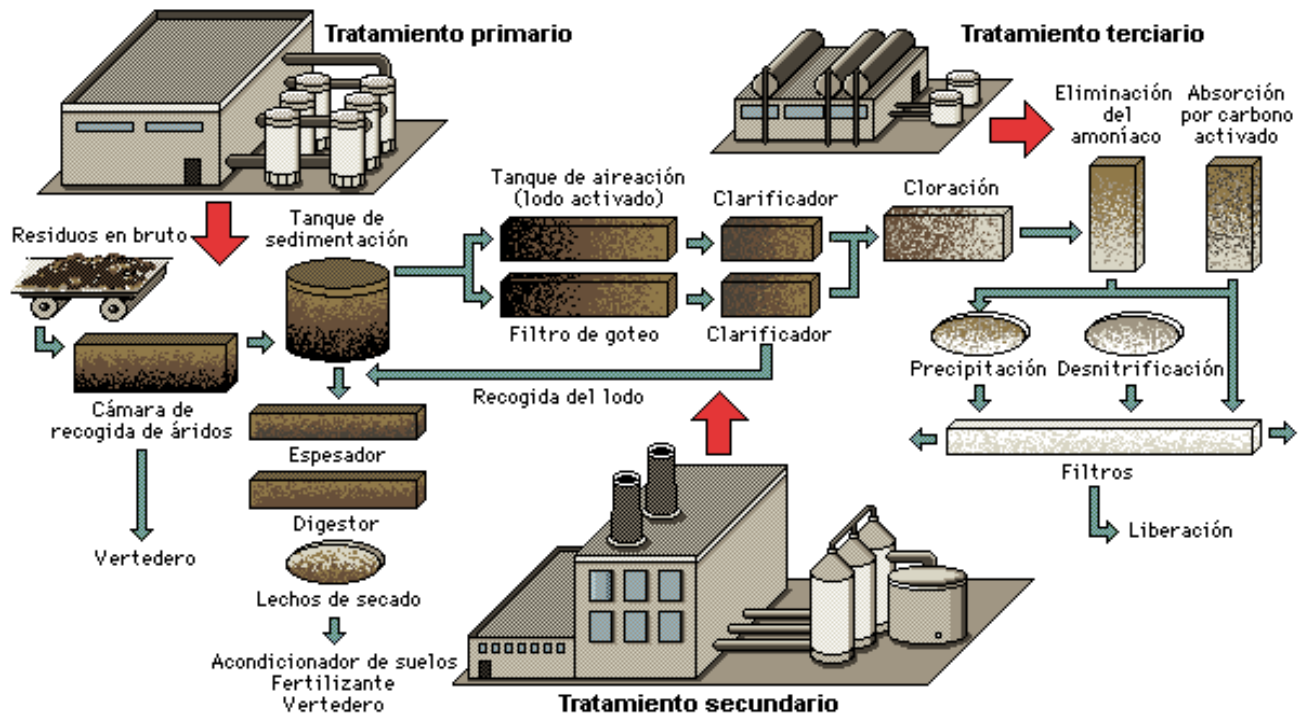 Tratamiento primario
Tratamiento terciario
Eliminación
del
amoníaco
Absorción
por carbono
activado
Residuos en bruto
Tanque de
sedimentación
Tanque de aireación
(lodo activado)
Clarificador
Cloración
Filtro de goteo
Clarificador
Precipitación
Desnitrificación
Recogida del lodo
Cámara de
recogida de áridos
Espesador
Filtros
Digestor
Vertedero
Liberación
Lechos de secado
Acondicionador de suelos
Fertilizante
Vertedero
Tratamiento secundario